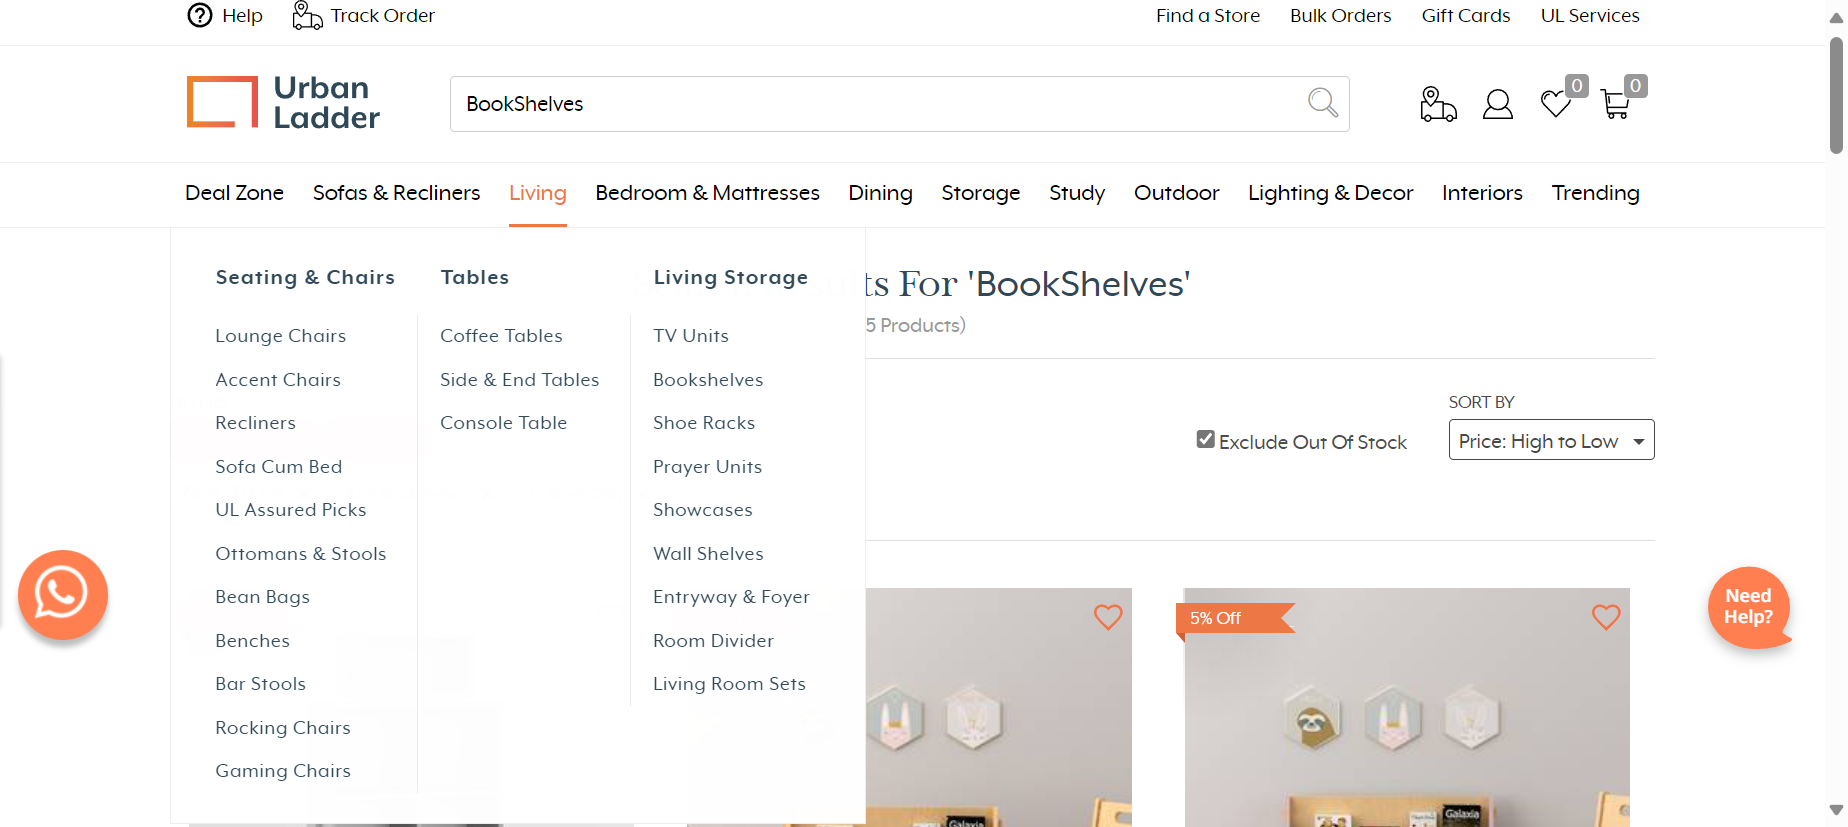 Help
Track Order
Find a Store
Bulk Orders
Gift Cards
UL Services
Urban
Ladder
BookShelves
0
0
Deal Zone
Sofas & Recliners
Living
Bedroom & Mattresses
Dining
Storage
Study
Outdoor
Lighting & Decor
Interiors
Trending
Seating & Chairs
Lounge Chairs
Accent Chairs
Recliners
Sofa Cum Bed
UL Assured Picks
Ottomans & Stools
Bean Bags
Benches
Bar Stools
Rocking Chairs
Gaming Chairs
Tables
Coffee Tables
Side & End Tables
Console Table
Living Storage
TV Units
Bookshelves
Shoe Racks
Prayer Units
Showcases
Wall Shelves
Entryway & Foyer
Room Divider
Living Room Sets
ts For 'BookShelves'
5 Products)
Exclude Out Of Stock
SORT BY
Price: High to Low
5% Off
Need
Help?
Galaxia
Galaxia